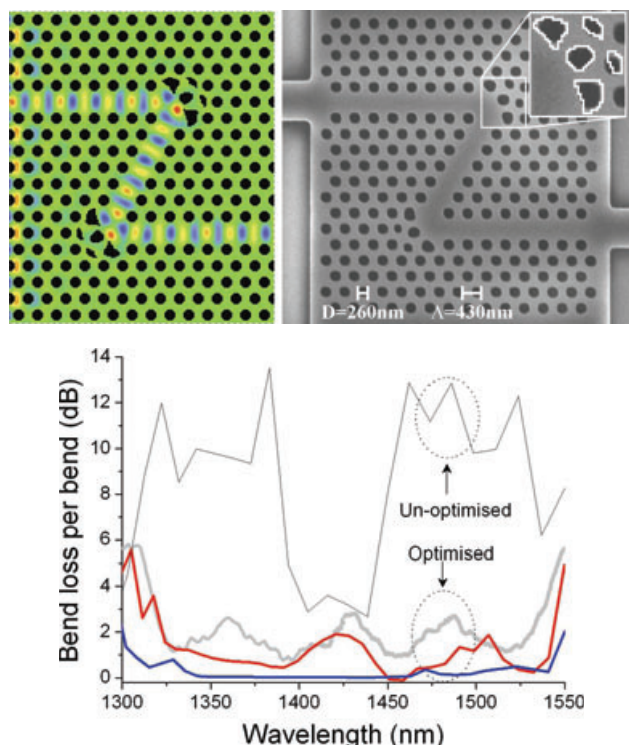 D=260nm
Λ=430nm
Bend loss per bend (dB)
14
12
10
8
6
4
2
0
Un-optimised
Optimised
1300
1350
1400
1450
1500
1550
Wavelength (nm)